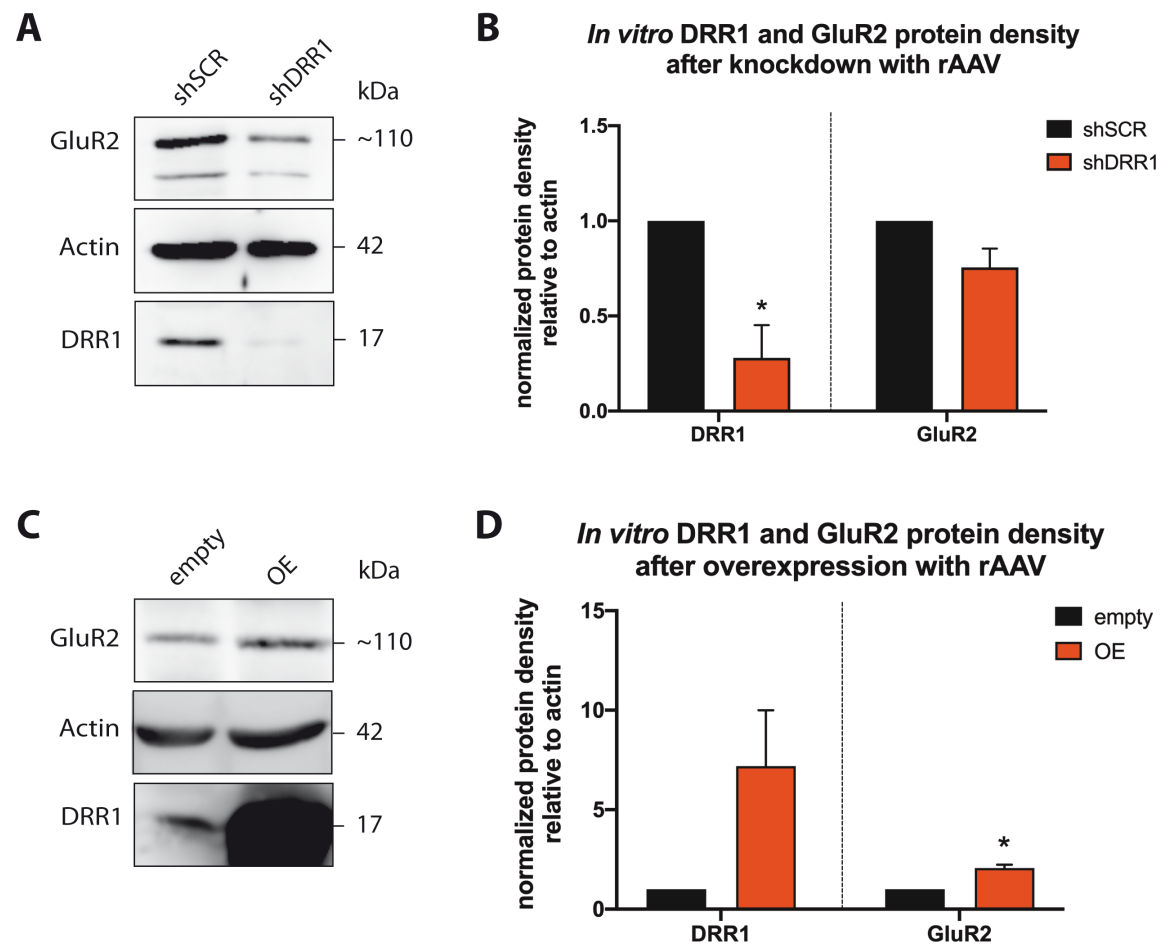 A
shSCR
shDRR1
kDa
GluR2
~110
Actin
42
DRR1
17
B
In vitro DRR1 and GluR2 protein density
after knockdown with rAAV
normalized protein density
relative to actin
1.5
1.0
0.5
0.0
*
DRR1
GluR2
shSCR
shDRR1
C
empty
OE
kDa
GluR2
~110
Actin
42
DRR1
17
D
In vitro DRR1 and GluR2 protein density
after overexpression with rAAV
normalized protein density
relative to actin
15
10
5
0
*
DRR1
GluR2
empty
OE